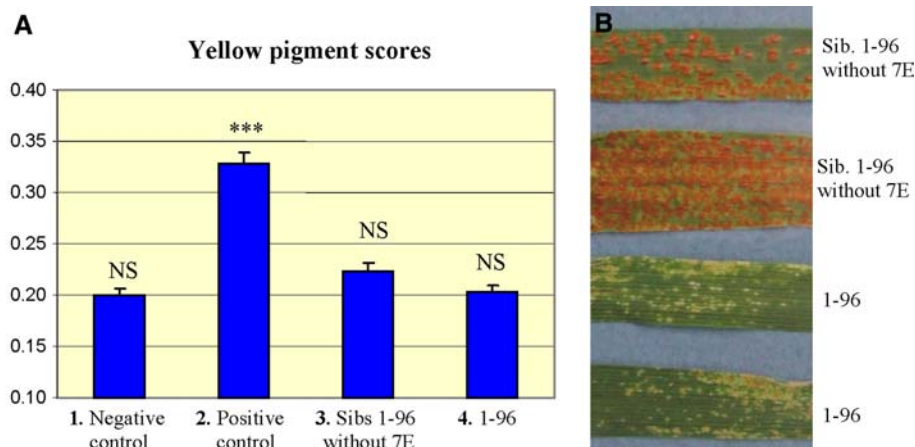 A
Yellow pigment scores
0.40
0.35
0.30
0.25
0.20
0.15
0.10
NS
***
NS
NS
1. Negative
control
2. Positive
control
3. Sibs 1-96
without 7E
4. 1-96
B
Sib. 1-96
without 7E
Sib. 1-96
without 7E
1-96
1-96